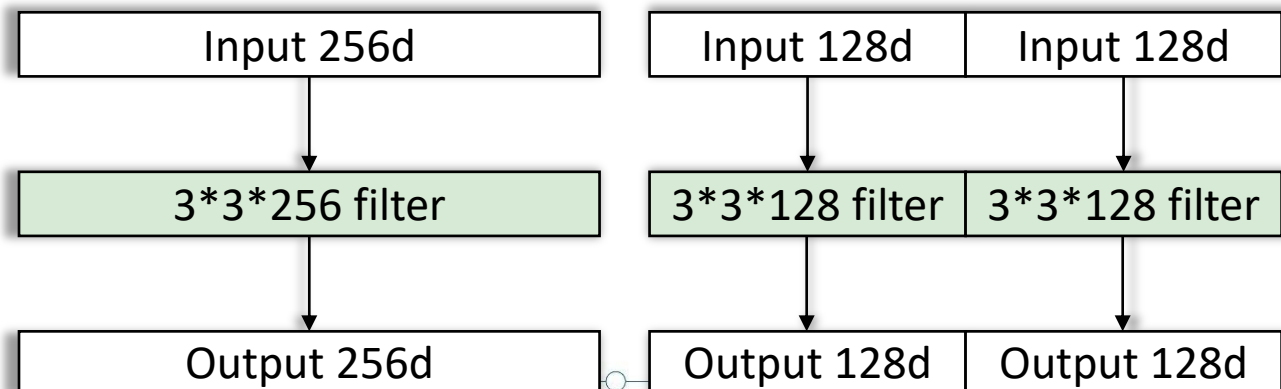 Input 256d
Input 128d
Input 128d
3*3*256 filter
3*3*128 filter
3*3*128 filter
Output 256d
Output 128d
Output 128d